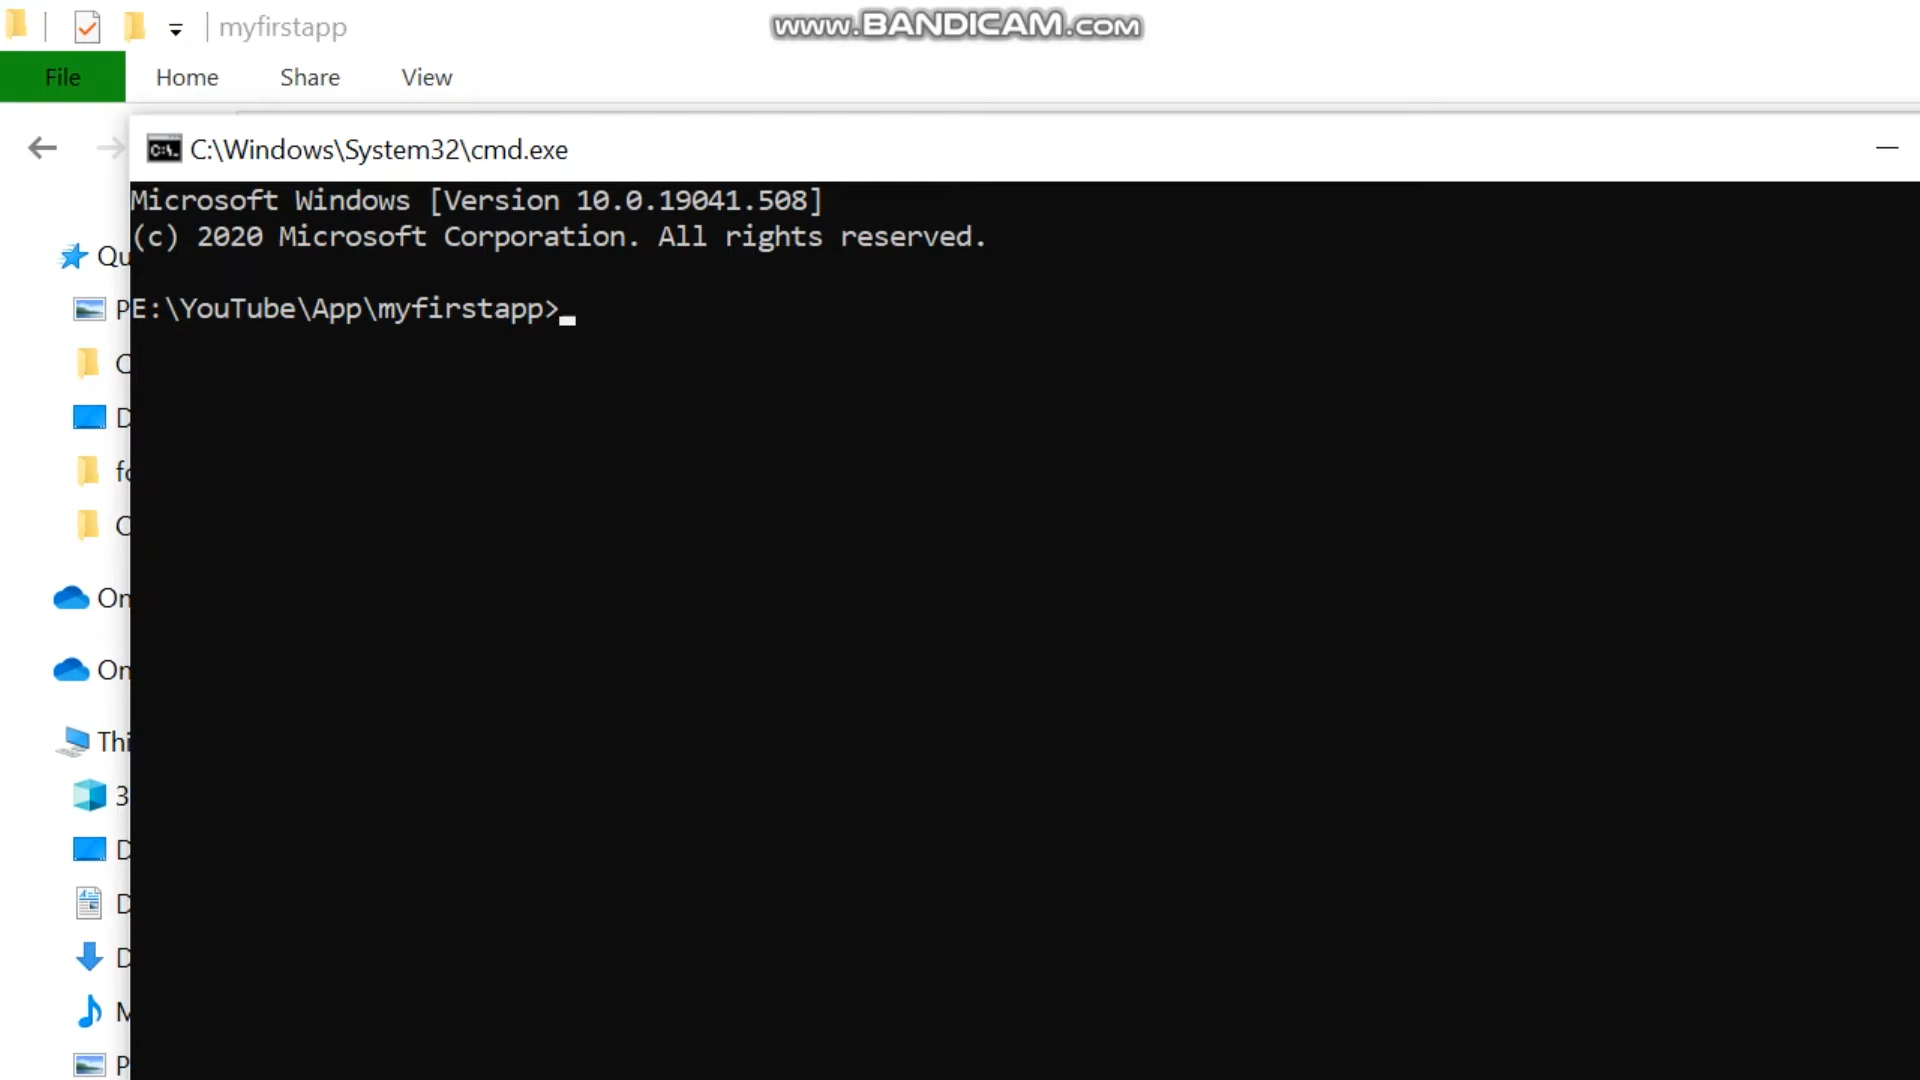 myfirstapp
www.BANDICAM.com
File Home Share View
C:\Windows\System32\cmd.exe
Microsoft Windows [Version 10.0.19041.508]
(c) 2020 Microsoft Corporation. All rights reserved.
E:\YouTube\App\myfirstapp>
3